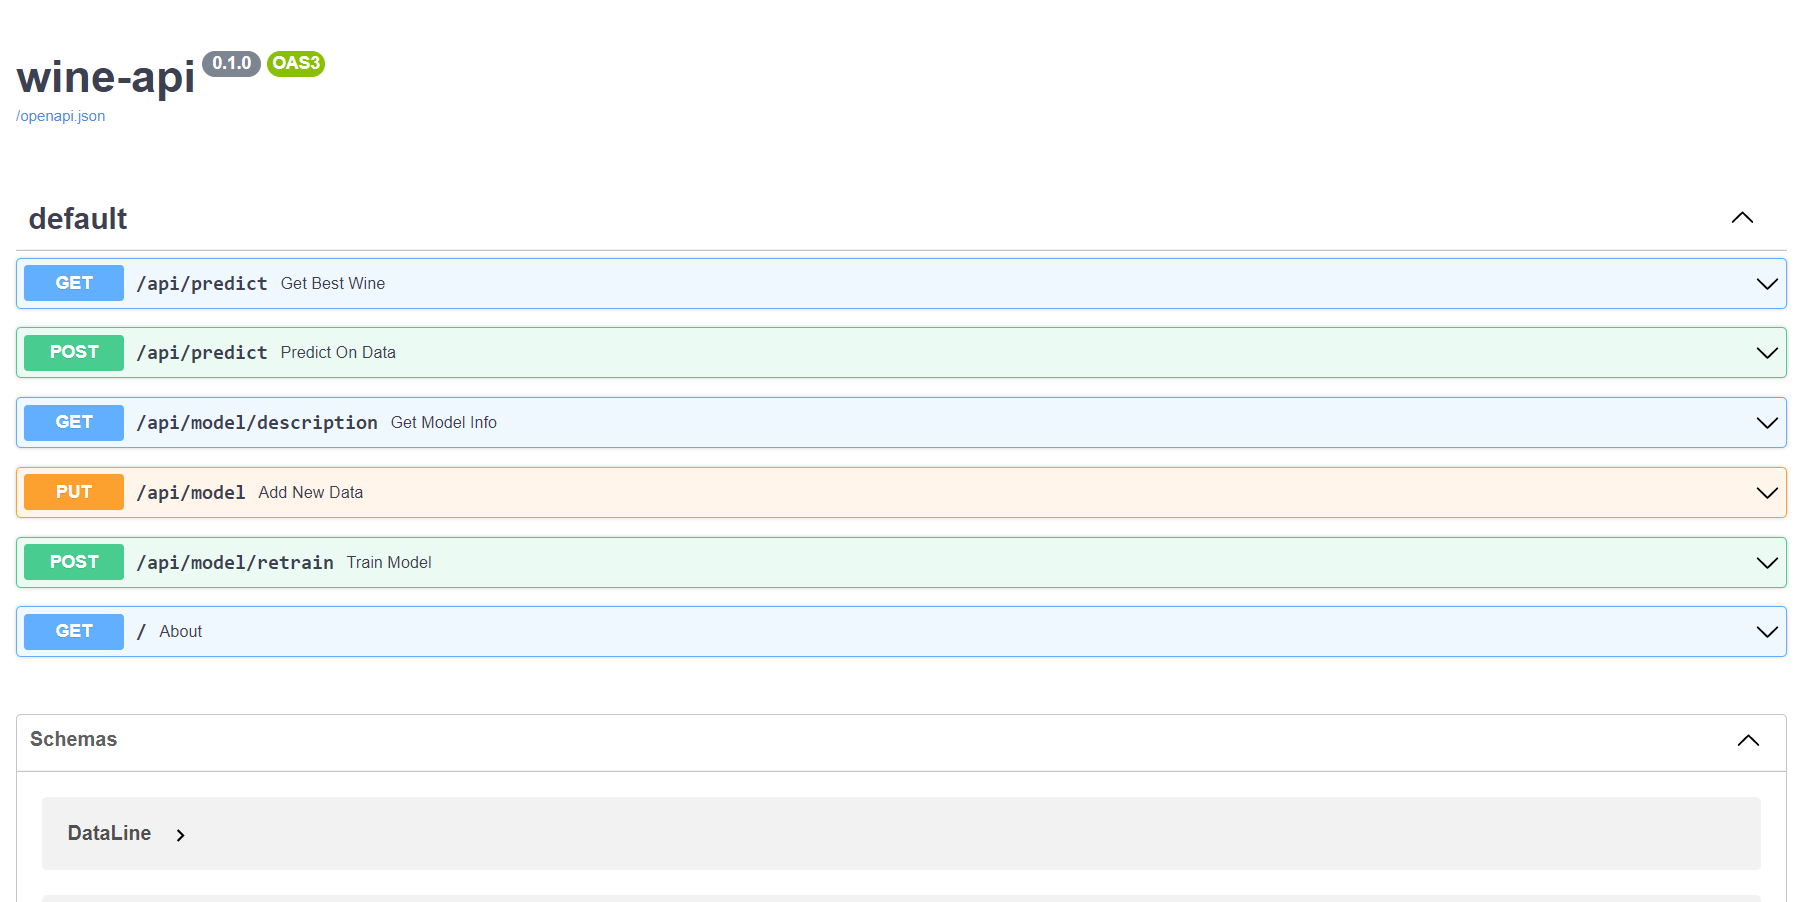 wine-api 0.1.0 OAS3
/openapi.json
default
GET /api/predict Get Best Wine
POST /api/predict Predict On Data
GET /api/model/description Get Model Info
PUT /api/model Add New Data
POST /api/model/retrain Train Model
GET / About
Schemas
DataLine